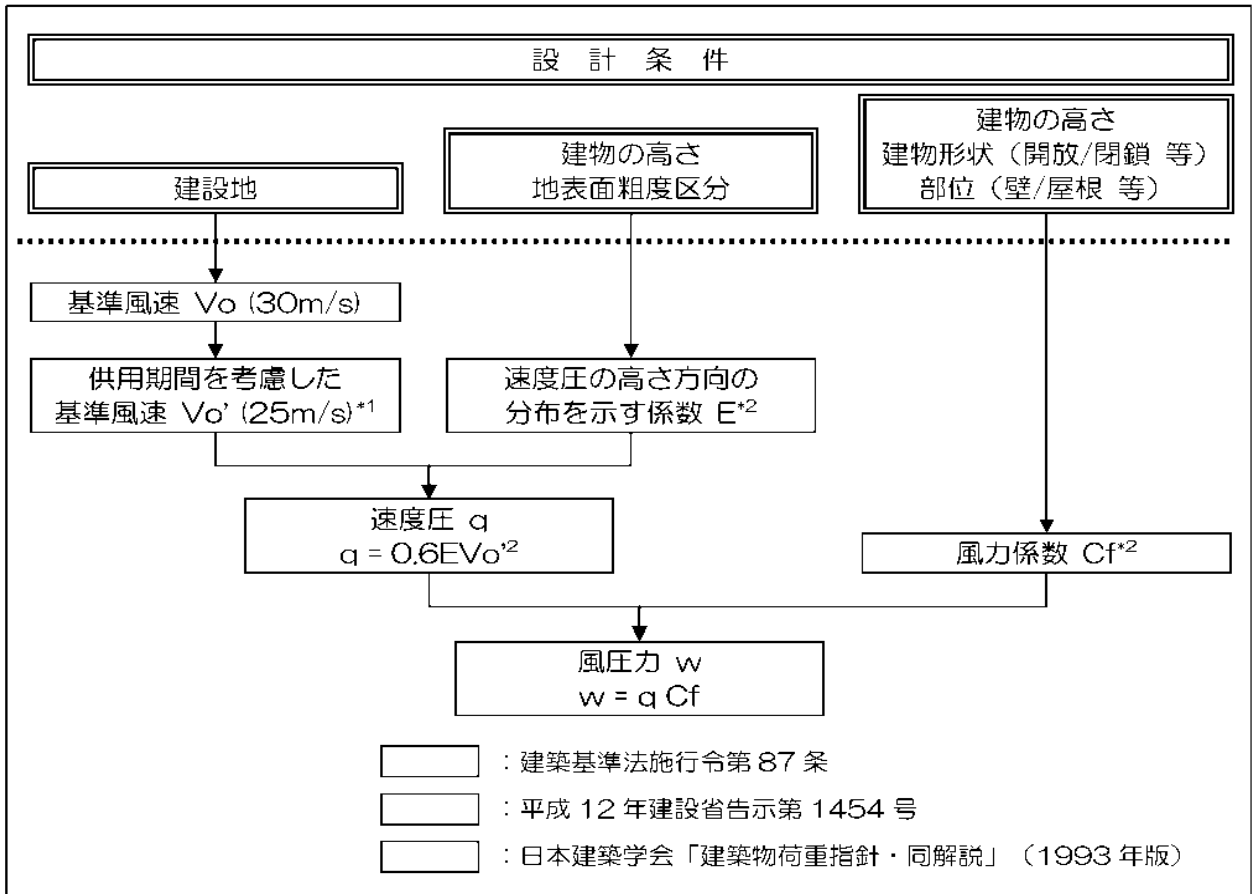 設 計 条 件
建設地
建物の高さ
地表面粗度区分
建物の高さ
建物形状（開放/閉鎖 等）
部位（壁/屋根 等）
基準風速 Vo (30m/s)
供用期間を考慮した
基準風速 Vo' (25m/s)*1
速度圧の高さ方向の
分布を示す係数 E*2
速度圧 q
q = 0.6EVo'2
風力係数 Cf*2
風圧力 w
w = q Cf
：建築基準法施行令第 87 条
：平成 12 年建設省告示第 1454 号
：日本建築学会「建築物荷重指針・同解説」（1993 年版）